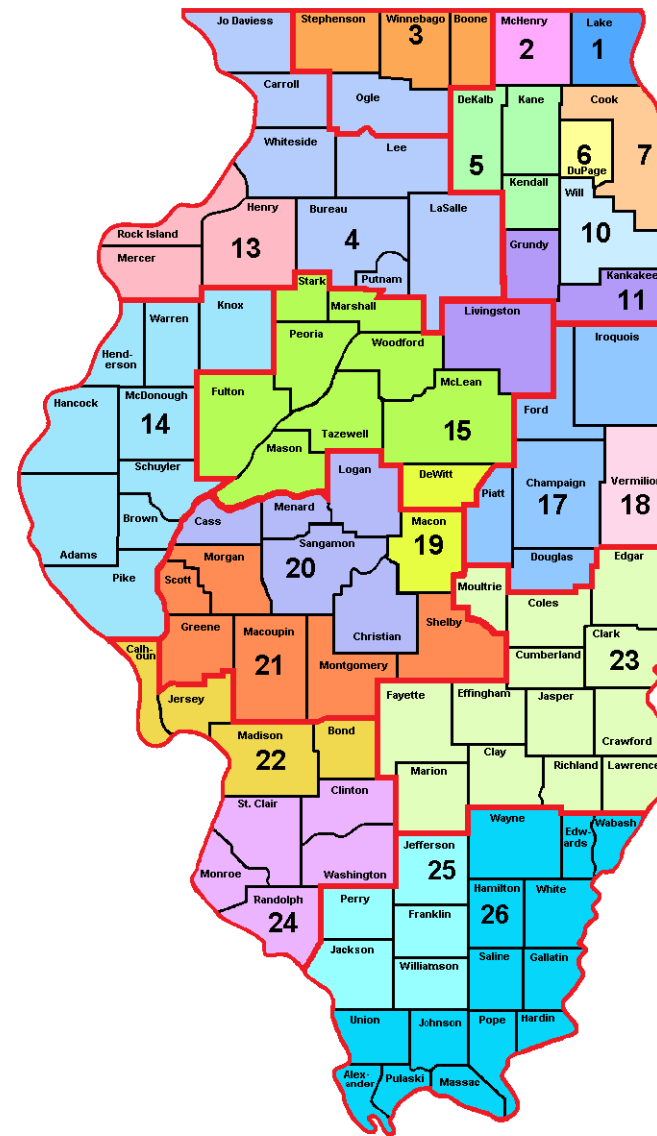 Jo Daviess
Stephenson
Winnebago
Boone
3
McHenry
2
Lake
1
Carroll
Ogle
DeKalb
Kane
Cook
5
6
DuPage
7
Whiteside
Lee
Kendall
Will
10
Rock Island
Mercer
Henry
13
Bureau
4
Putnam
LaSalle
Grundy
Kankakee
11
Stark
Marshall
Knox
Warren
Hend-
erson
Peoria
Woodford
Livingston
Iroquois
Hancock
McDonough
14
Fulton
McLean
15
Ford
Mason
Tazewell
Schuyler
Logan
DeWitt
Piatt
Champaign
17
Vermilion
18
Brown
Adams
Pike
Cass
Menard
Sangamon
20
Macon
19
Douglas
Edgar
Morgan
Scott
Moultrie
Coles
Greene
Macoupin
21
Christian
Shelby
Clark
23
Cumberland
Calh-
oun
Montgomery
Jersey
Fayette
Effingham
Jasper
Crawford
Madison
22
Bond
Marion
Clay
Richland
Lawrence
St. Clair
Clinton
Wayne
Edw-
ards
Wabash
Monroe
Washington
Jefferson
25
Randolph
24
Perry
Franklin
Hamilton
26
White
Jackson
Williamson
Saline
Gallatin
Union
Johnson
Pope
Hardin
Alex-
ander
Pulaski
Massac